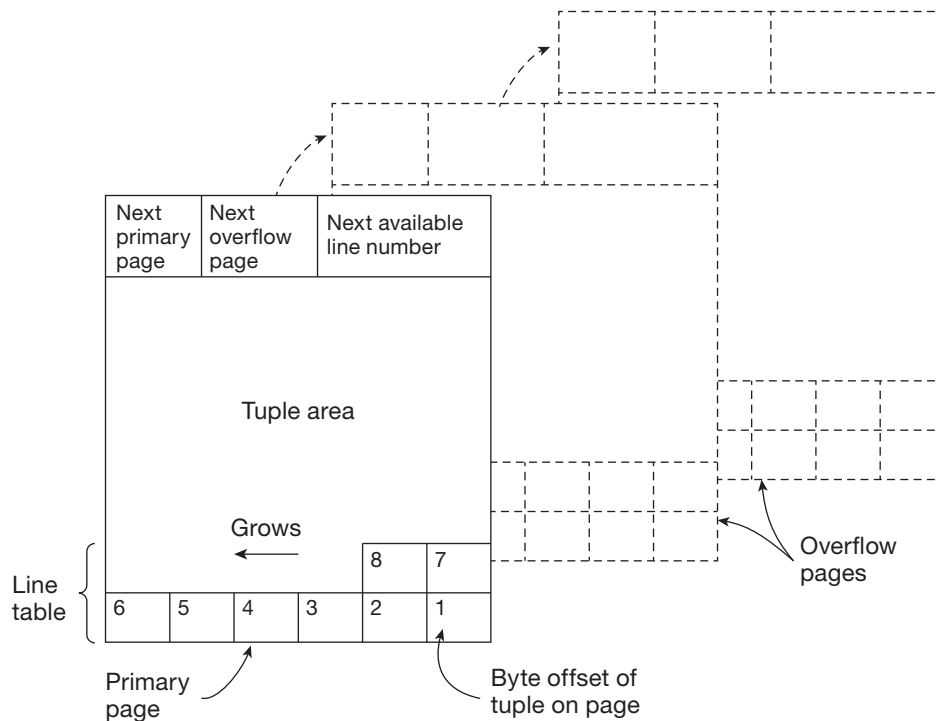 Next
primary
page
Next
overflow
page
Next available
line number
Tuple area
Grows
8 7
Line
table
6 5 4 3 2 1
Overflow
pages
Primary
page
Byte offset of
tuple on page